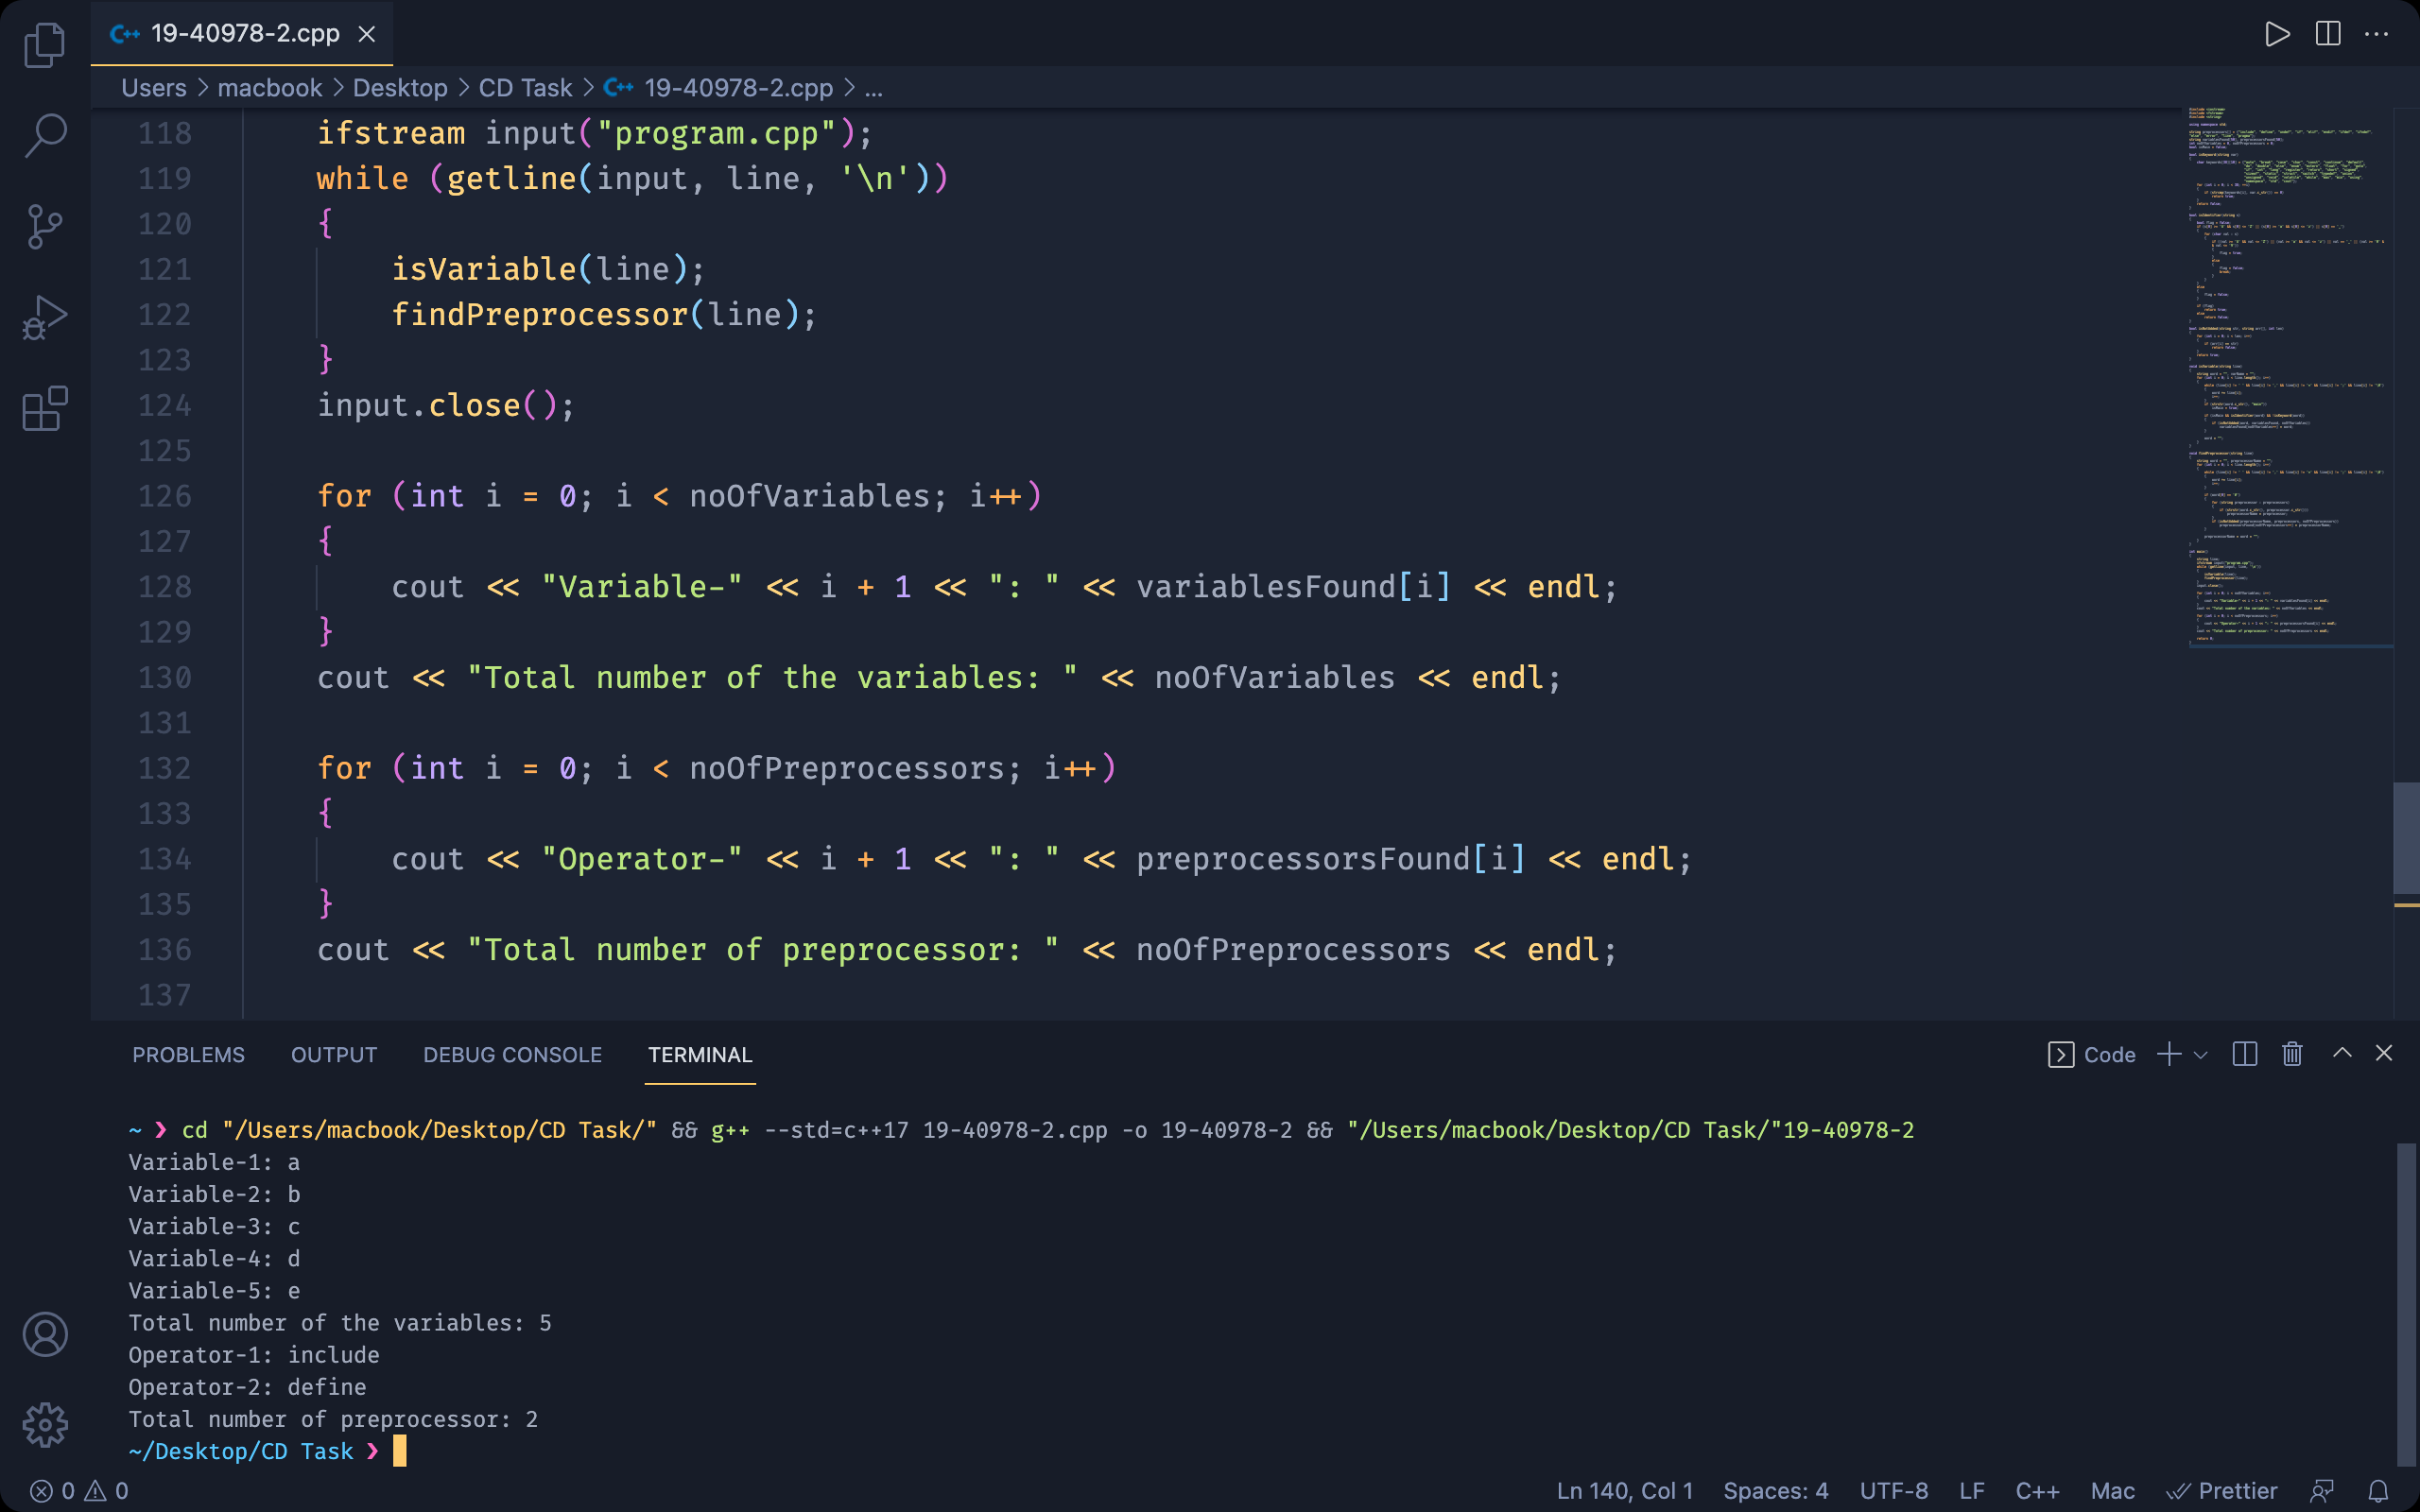 19-40978-2.cpp
Users > macbook > Desktop > CD Task > 19-40978-2.cpp > ...
118 ifstream input("program.cpp");
119 while (getline(input, line, '\n'))
120 {
121 isVariable(line);
122 findPreprocessor(line);
123 }
124 input.close();
125
126 for (int i = 0; i < noOfVariables; i++)
127 {
128 cout << "Variable-" << i + 1 << ": " << variablesFound[i] << endl;
129 }
130 cout << "Total number of the variables: " << noOfVariables << endl;
131
132 for (int i = 0; i < noOfPreprocessors; i++)
133 {
134 cout << "Operator-" << i + 1 << ": " << preprocessorsFound[i] << endl;
135 }
136 cout << "Total number of preprocessor: " << noOfPreprocessors << endl;
137
PROBLEMS OUTPUT DEBUG CONSOLE TERMINAL Code
~ ❯ cd "/Users/macbook/Desktop/CD Task/" && g++ --std=c++17 19-40978-2.cpp -o 19-40978-2 && "/Users/macbook/Desktop/CD Task/"19-40978-2
Variable-1: a
Variable-2: b
Variable-3: c
Variable-4: d
Variable-5: e
Total number of the variables: 5
Operator-1: include
Operator-2: define
Total number of preprocessor: 2
~/Desktop/CD Task ❯
0 0 Ln 140, Col 1 Spaces: 4 UTF-8 LF C++ Mac Prettier